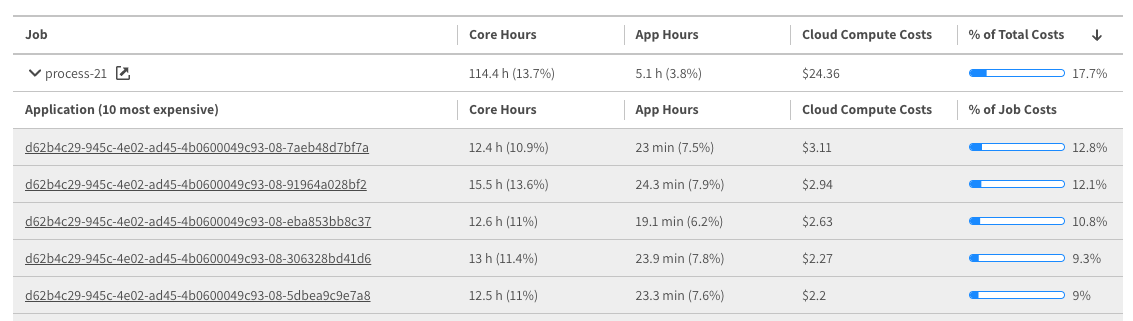 Job Core Hours App Hours Cloud Compute Costs % of Total Costs
process-21 114.4 h (13.7%) 5.1 h (3.8%) $24.36 17.7%
Application (10 most expensive) Core Hours App Hours Cloud Compute Costs % of Job Costs
d62b4c29-945c-4e02-ad45-4b0600049c93-08-7aeb48d7bf7a 12.4 h (10.9%) 23 min (7.5%) $3.11 12.8%
d62b4c29-945c-4e02-ad45-4b0600049c93-08-91964a028bf2 15.5 h (13.6%) 24.3 min (7.9%) $2.94 12.1%
d62b4c29-945c-4e02-ad45-4b0600049c93-08-eba853bb8c37 12.6 h (11%) 19.1 min (6.2%) $2.63 10.8%
d62b4c29-945c-4e02-ad45-4b0600049c93-08-306328bd41d6 13 h (11.4%) 23.9 min (7.8%) $2.27 9.3%
d62b4c29-945c-4e02-ad45-4b0600049c93-08-5dbea9c9e7a8 12.5 h (11%) 23.3 min (7.6%) $2.2 9%